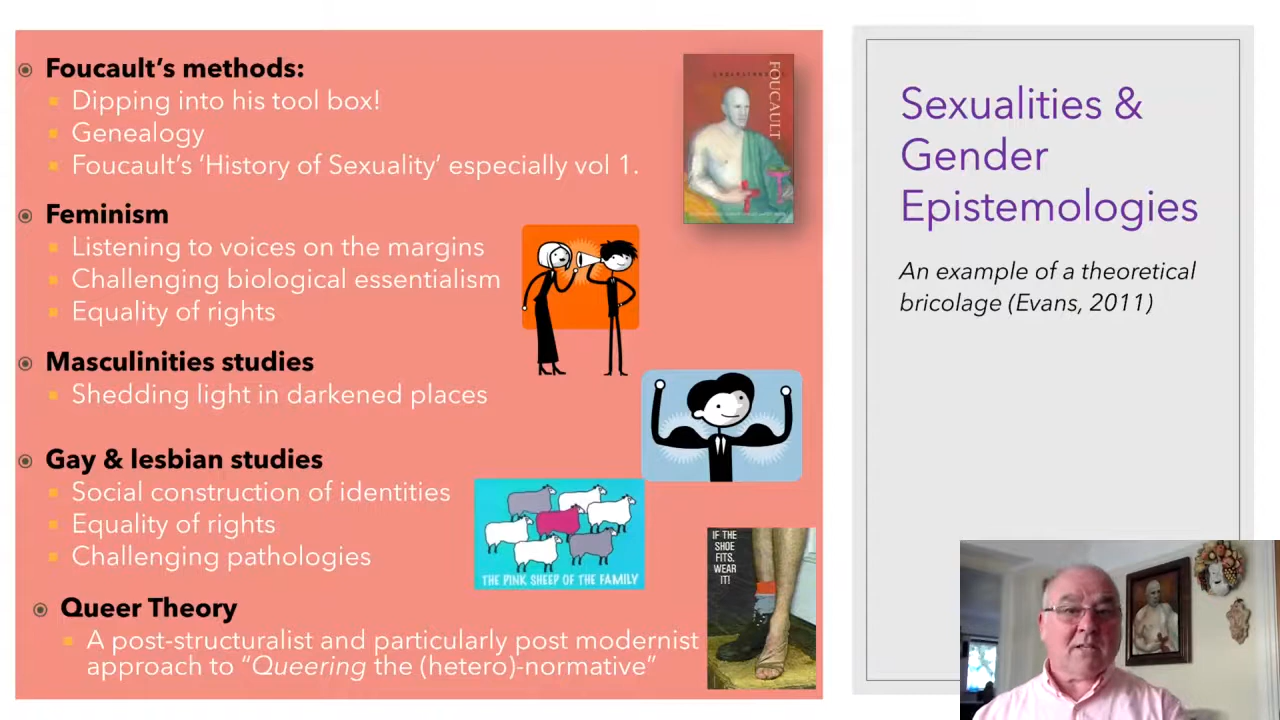 Foucault's methods:
Dipping into his tool box!
Genealogy
Foucault's 'History of Sexuality' especially vol 1.
FOUCAULT
Feminism
Listening to voices on the margins
Challenging biological essentialism
Equality of rights
Masculinities studies
Shedding light in darkened places
Gay & lesbian studies
Social construction of identities
Equality of rights
Challenging pathologies
THE PINK SHEEP OF THE FAMILY
IF THE
SHOE
FITS,
WEAR
IT!
Queer Theory
A post-structuralist and particularly post modernist
approach to "Queering the (hetero)-normative"
Sexualities &
Gender
Epistemologies
An example of a theoretical
bricolage (Evans, 2011)